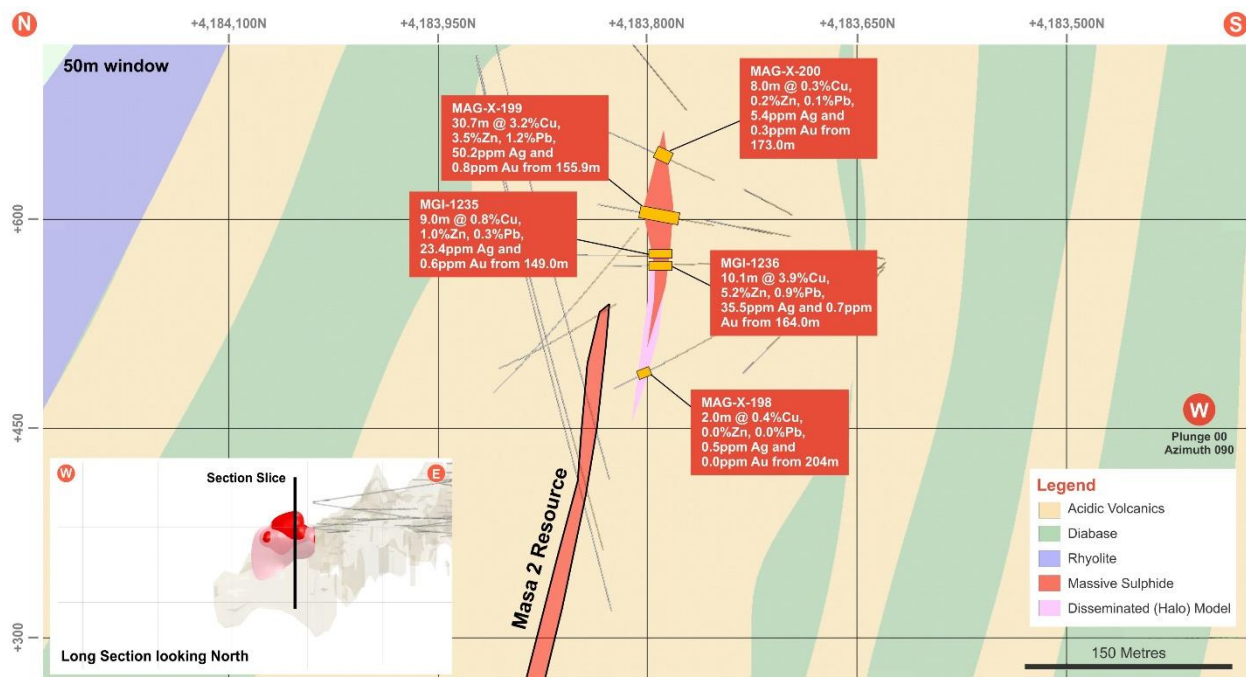 N
+4,184,100N
+4,183,950N
+4,183,800N
+4,183,650N
+4,183,500N
S
50m window
MAG-X-200
8.0m @ 0.3%Cu,
0.2%Zn, 0.1%Pb,
5.4ppm Ag and
0.3ppm Au from
173.0m
MAG-X-199
30.7m @ 3.2%Cu,
3.5%Zn, 1.2%Pb,
50.2ppm Ag and
0.8ppm Au from 155.9m
MGI-1235
9.0m @ 0.8%Cu,
1.0%Zn, 0.3%Pb,
23.4ppm Ag and
0.6ppm Au from 149.0m
MGI-1236
10.1m @ 3.9%Cu,
5.2%Zn, 0.9%Pb,
35.5ppm Ag and 0.7ppm
Au from 164.0m
MAG-X-198
2.0m @ 0.4%Cu,
0.0%Zn, 0.0%Pb,
0.5ppm Ag and
0.0ppm Au from 204m
+600
+450
+300
Masa 2 Resource
W
Plunge 00
Azimuth 090
W
Section Slice
E
Long Section looking North
Legend
Acidic Volcanics
Diabase
Rhyolite
Massive Sulphide
Disseminated (Halo) Model
150 Metres